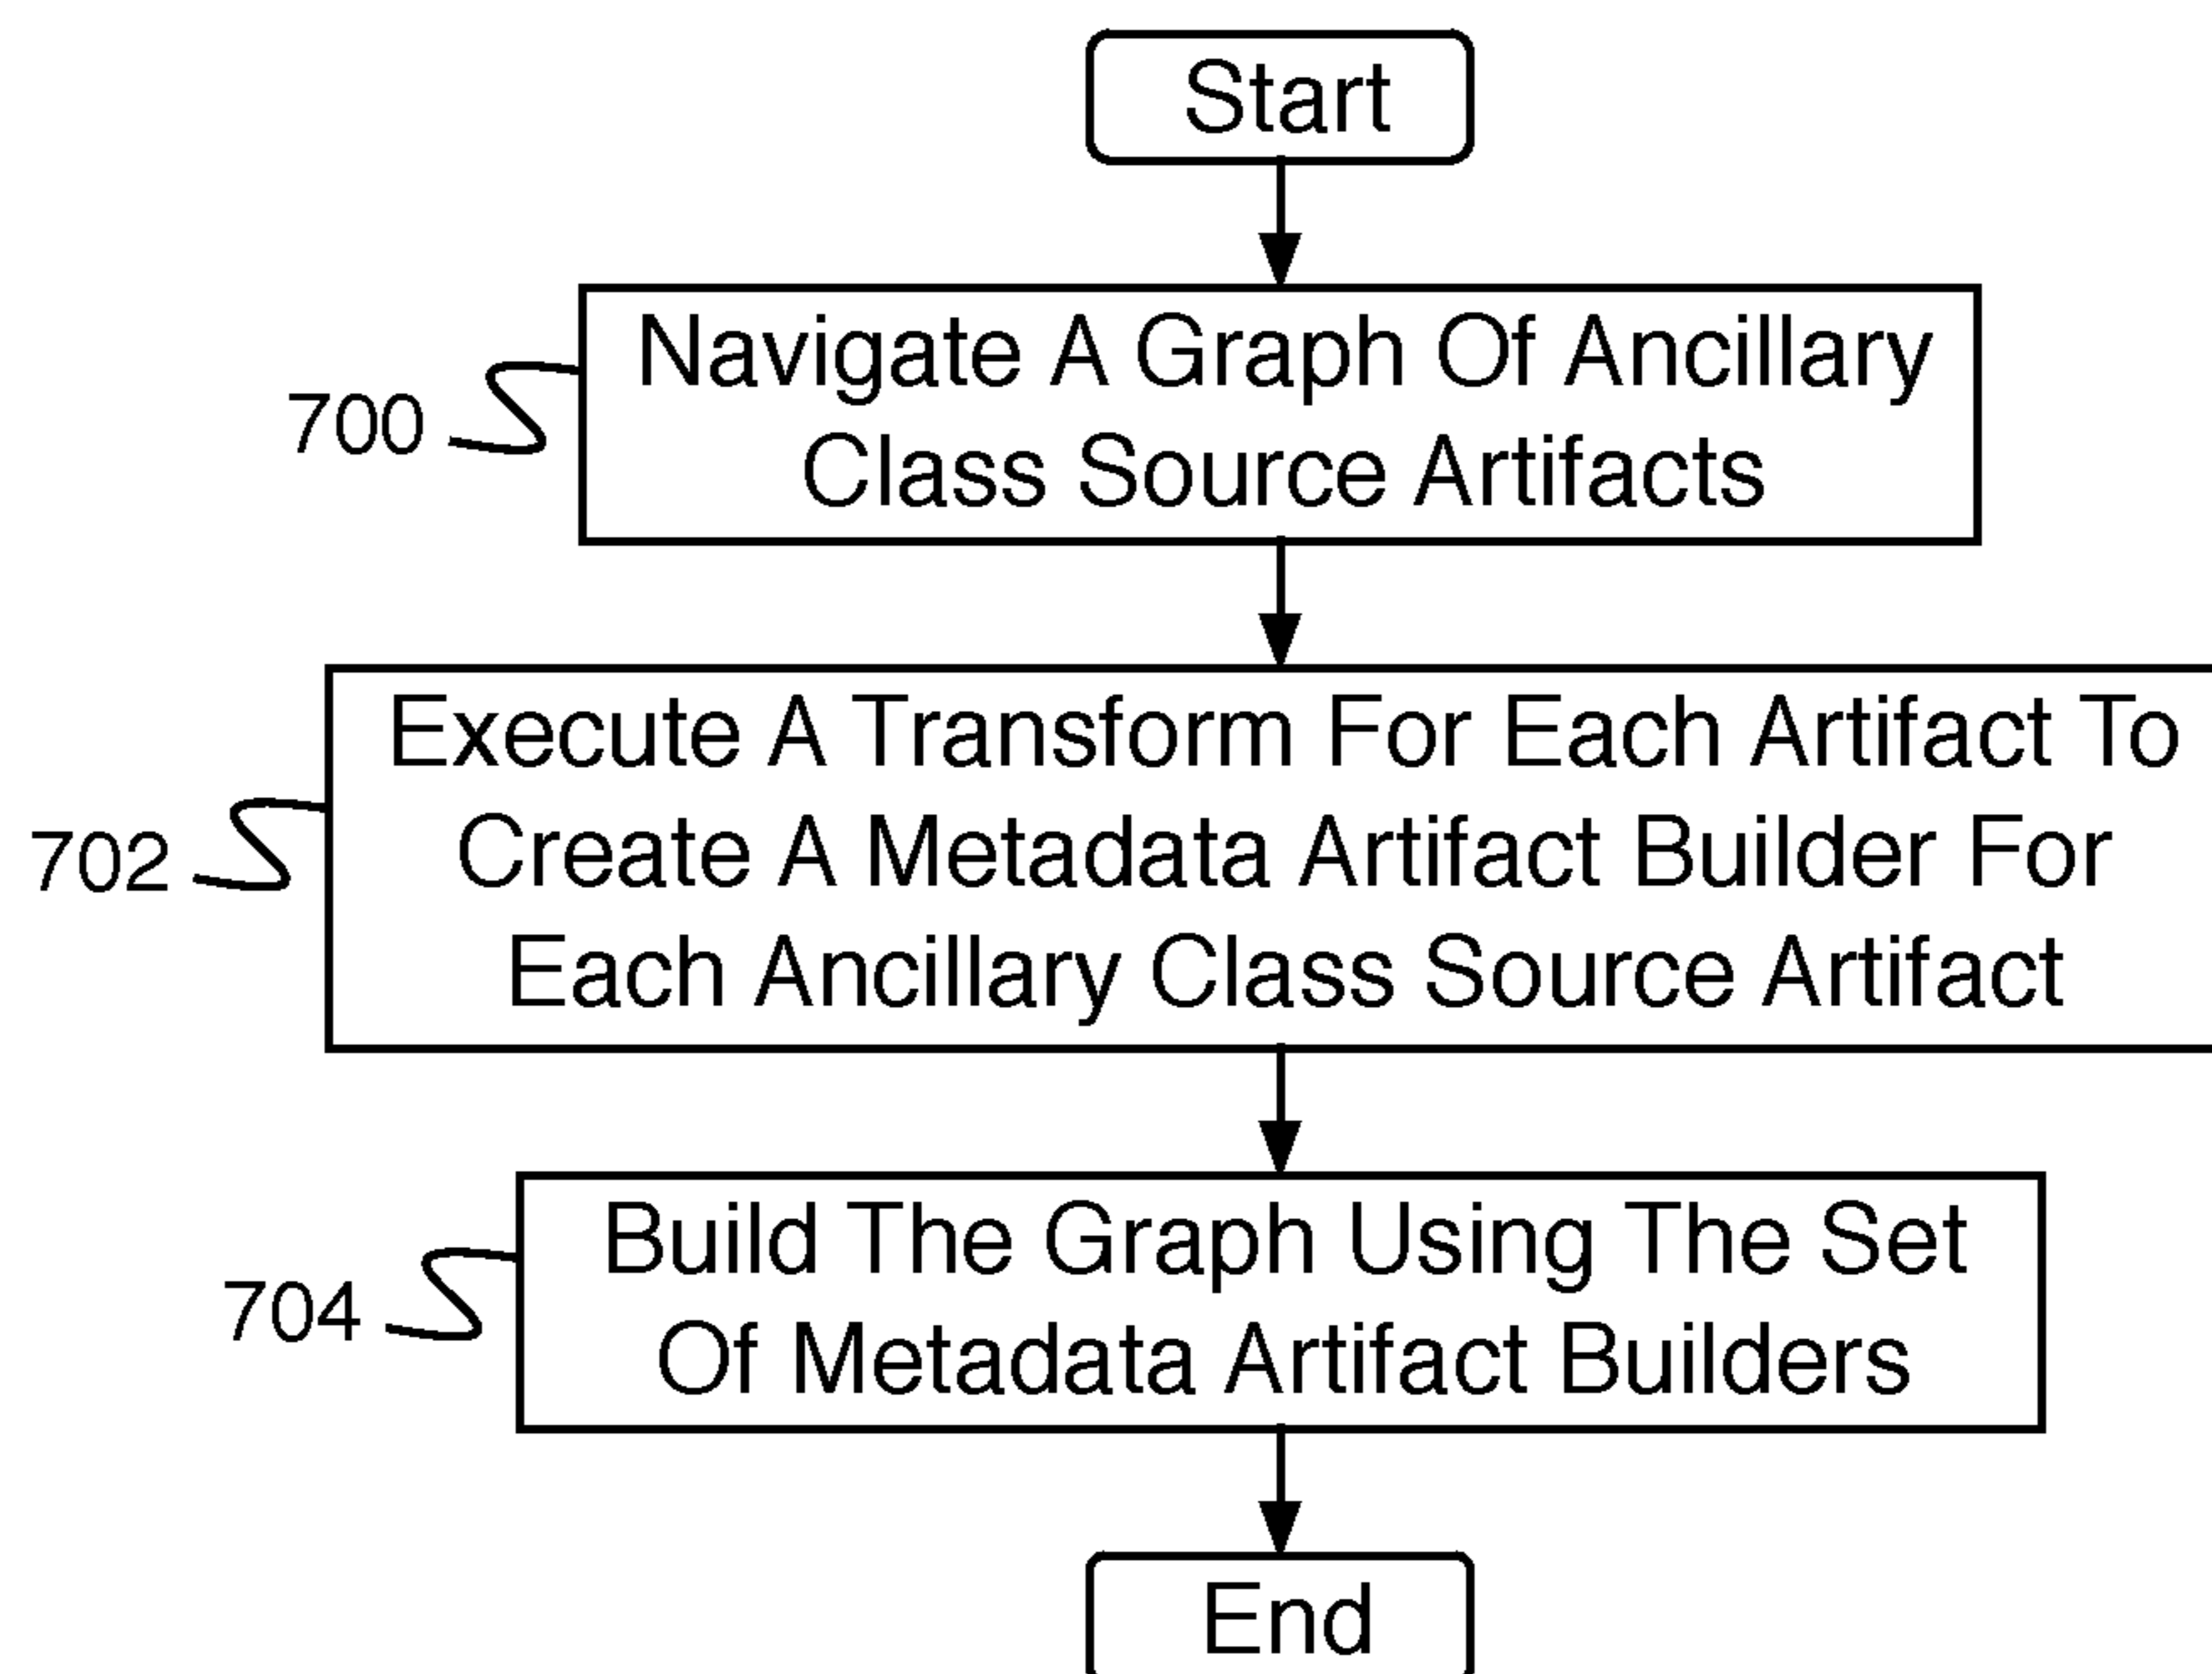 Start
Navigate A Graph Of Ancillary
Class Source Artifacts
700
Execute A Transform For Each Artifact To
Create A Metadata Artifact Builder For
Each Ancillary Class Source Artifact
702
Build The Graph Using The Set
Of Metadata Artifact Builders
704
End